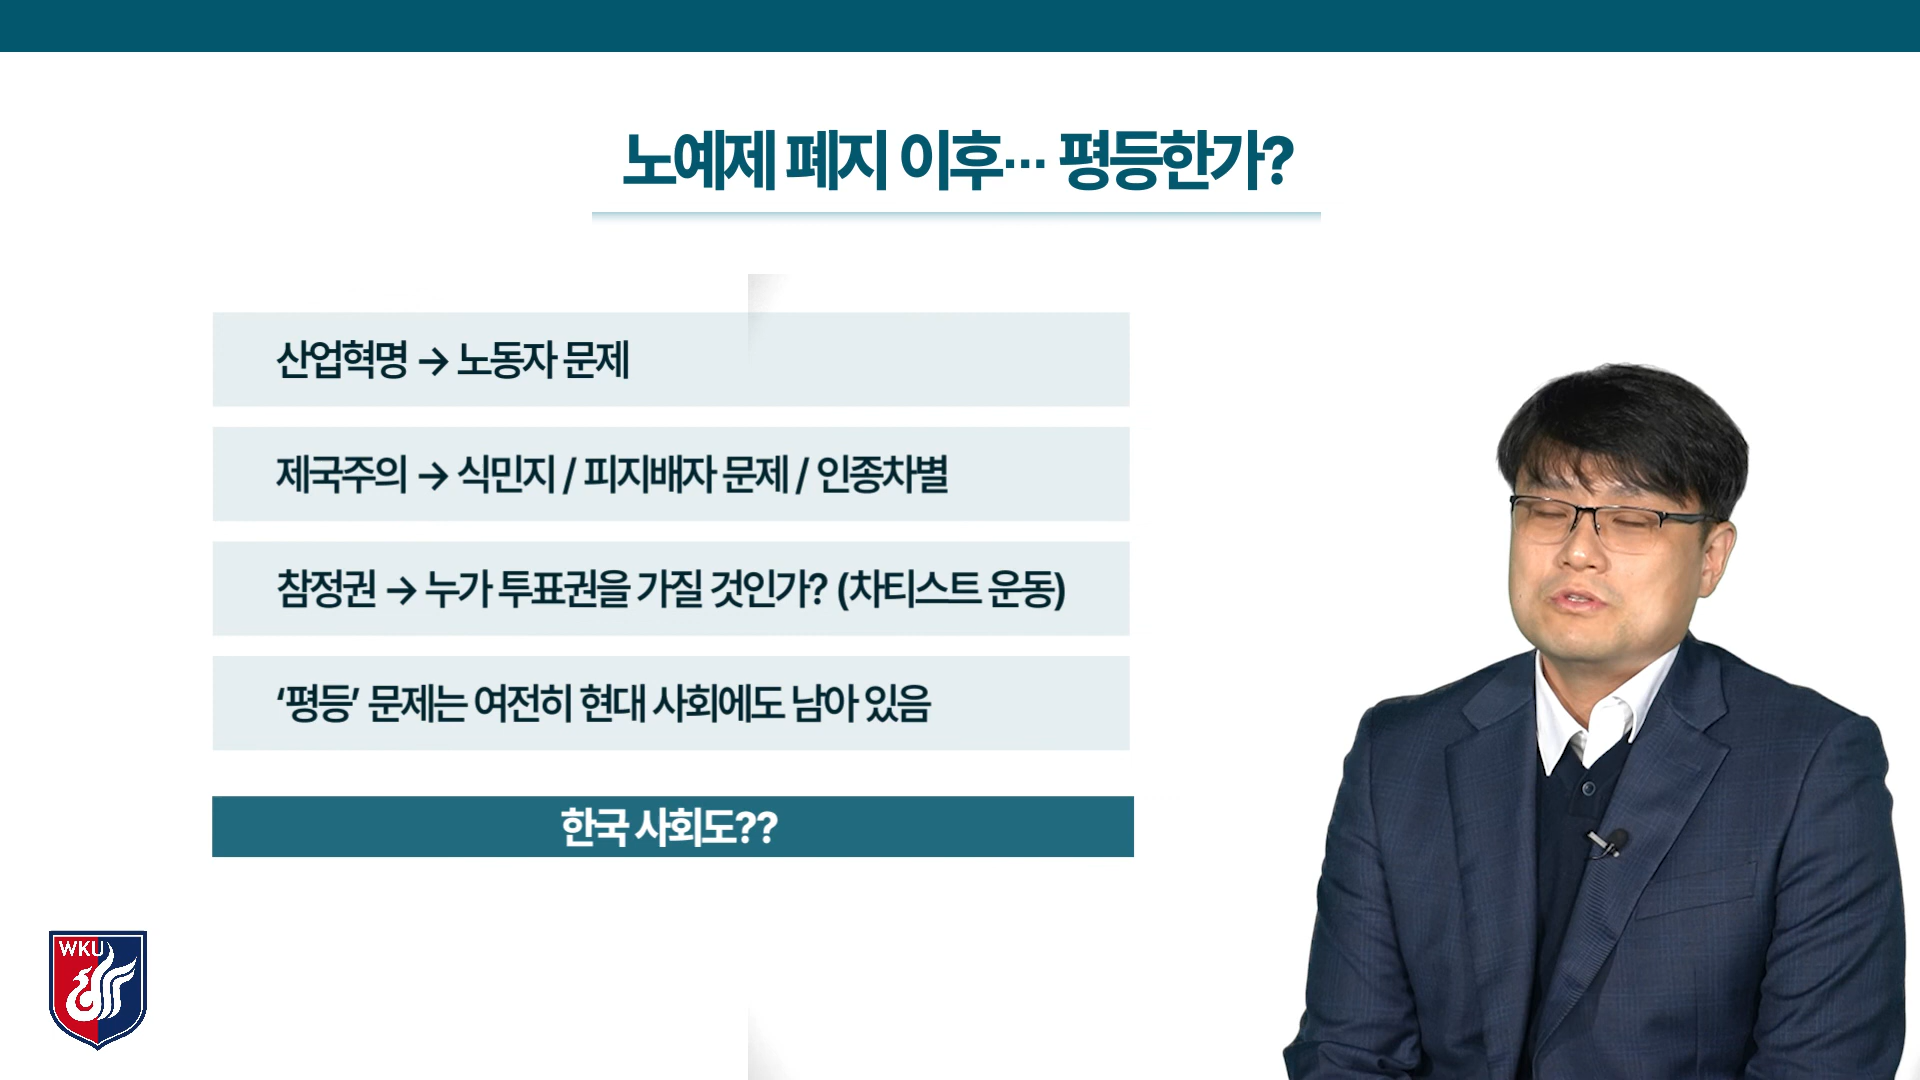 노예제 폐지 이후… 평등한가?
산업혁명 → 노동자 문제
제국주의 → 식민지 / 피지배자 문제 / 인종차별
참정권 → 누가 투표권을 가질 것인가? (차티스트 운동)
‘평등’ 문제는 여전히 현대 사회에도 남아 있음
한국 사회도??
WKU